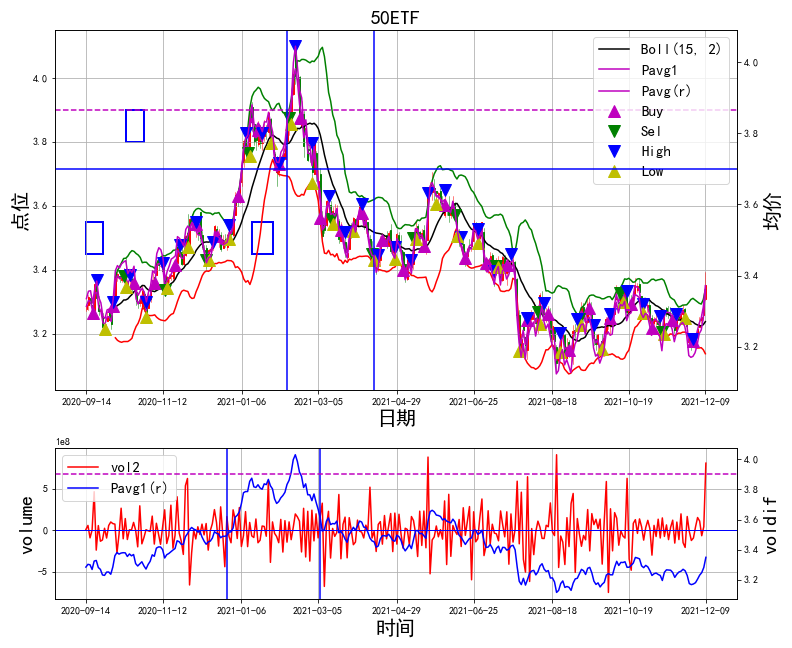 50ETF
Boll(15, 2)
Pavg1
Pavg(r)
Buy
Sel
High
Low
点位
均价
4.0
3.8
3.6
3.4
3.2
4.0
3.8
3.6
3.4
3.2
2020-09-14 2020-11-12 2021-01-06 2021-03-05 2021-04-29 2021-06-25 2021-08-18 2021-10-19 2021-12-09
日期
1e8
vol2
Pavg1(r)
volume
voldif
5
0
−5
4.0
3.8
3.6
3.4
3.2
2020-09-14 2020-11-12 2021-01-06 2021-03-05 2021-04-29 2021-06-25 2021-08-18 2021-10-19 2021-12-09
时间